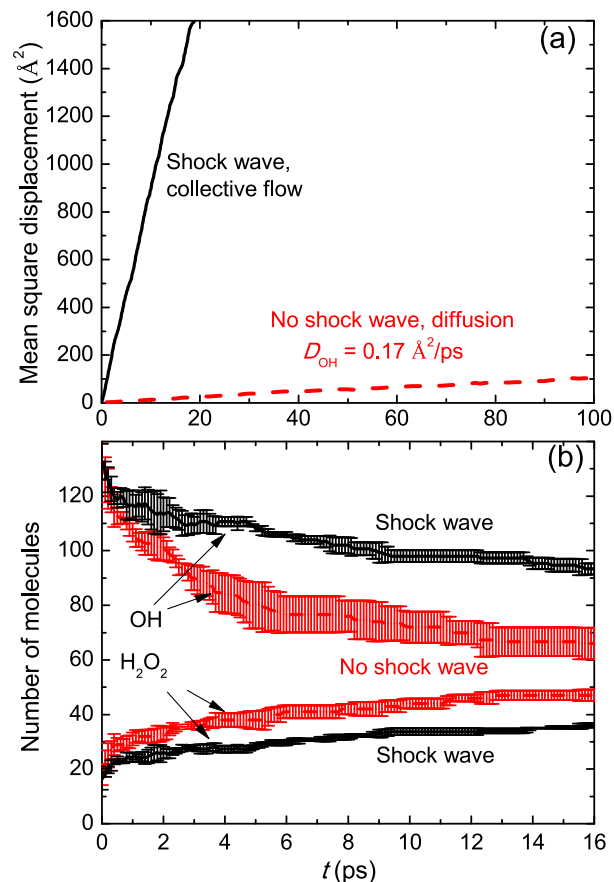 (a)
Mean square displacement (Å²)
1600
1400
1200
1000
800
600
400
200
0
Shock wave,
collective flow
No shock wave, diffusion
D_OH = 0.17 Å²/ps
0 20 40 60 80 100
(b)
Number of molecules
120
100
80
60
40
20
0
Shock wave
OH
H₂O₂
No shock wave
Shock wave
0 2 4 6 8 10 12 14 16
t (ps)